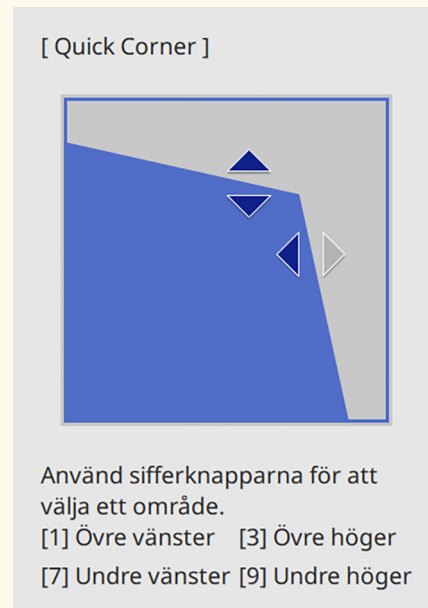 [ Quick Corner ]
Använd sifferknapparna för att
välja ett område.
[1] Övre vänster [3] Övre höger
[7] Undre vänster [9] Undre höger